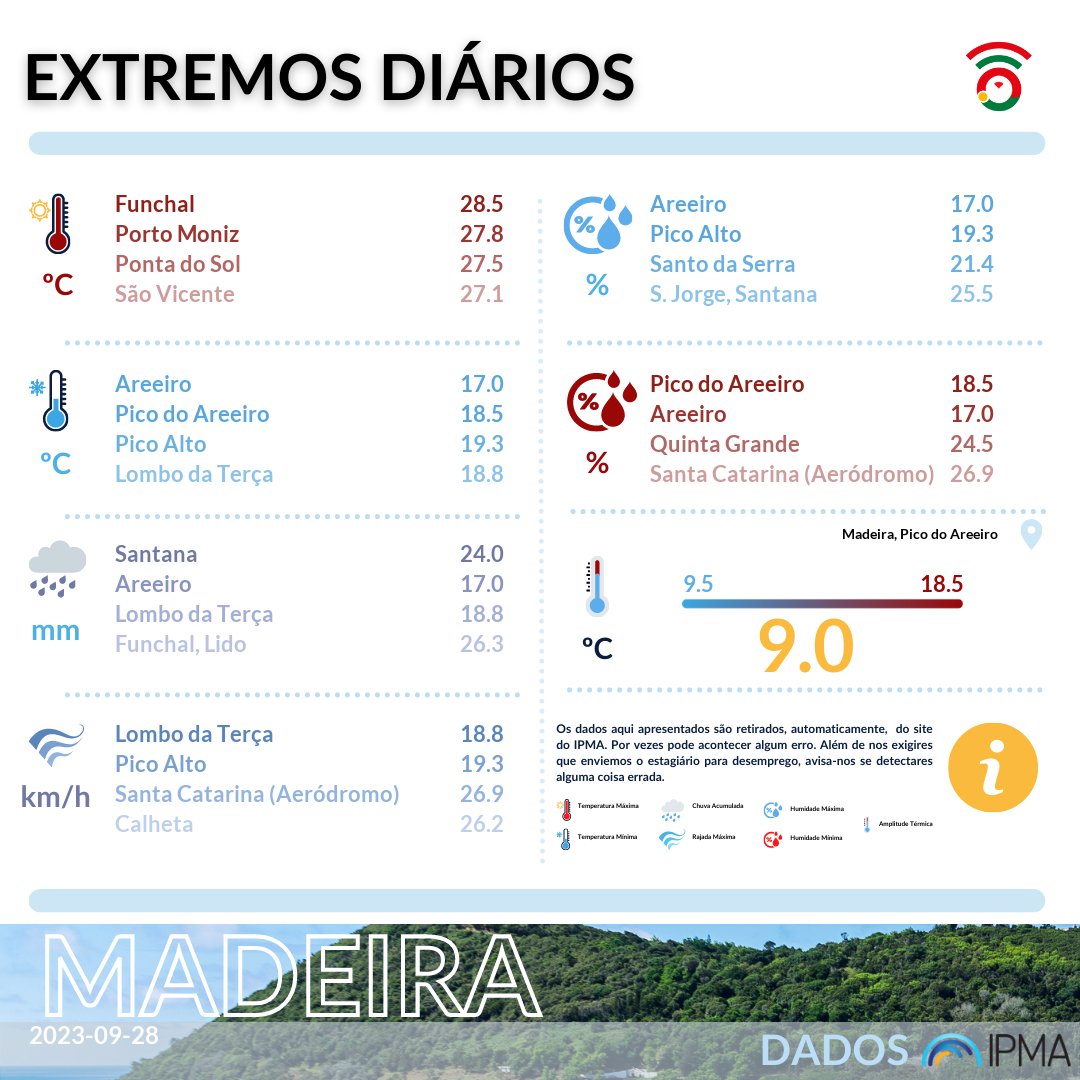 EXTREMOS DIÁRIOS
Funchal 28.5
Porto Moniz 27.8
Ponta do Sol 27.5
São Vicente 27.1
ºC
Areeiro 17.0
Pico Alto 19.3
Santo da Serra 21.4
S. Jorge, Santana 25.5
%
Areeiro 17.0
Pico do Areeiro 18.5
Pico Alto 19.3
Lombo da Terça 18.8
ºC
Pico do Areeiro 18.5
Areeiro 17.0
Quinta Grande 24.5
Santa Catarina (Aeródromo) 26.9
%
Santana 24.0
Areeiro 17.0
Lombo da Terça 18.8
Funchal, Lido 26.3
mm
Madeira, Pico do Areeiro
9.5 18.5
9.0
ºC
Lombo da Terça 18.8
Pico Alto 19.3
Santa Catarina (Aeródromo) 26.9
Calheta 26.2
km/h
Os dados aqui apresentados são retirados, automaticamente, do site
do IPMA. Por vezes pode acontecer algum erro. Além de nos exigires
que enviemos o estagiário para desemprego, avisa-nos se detectares
alguma coisa errada.
i
Temperatura Máxima Chuva Acumulada Humidade Máxima
Amplitude Térmica
Temperatura Mínima Rajada Máxima Humidade Mínima
MADEIRA
2023-09-28
DADOS IPMA